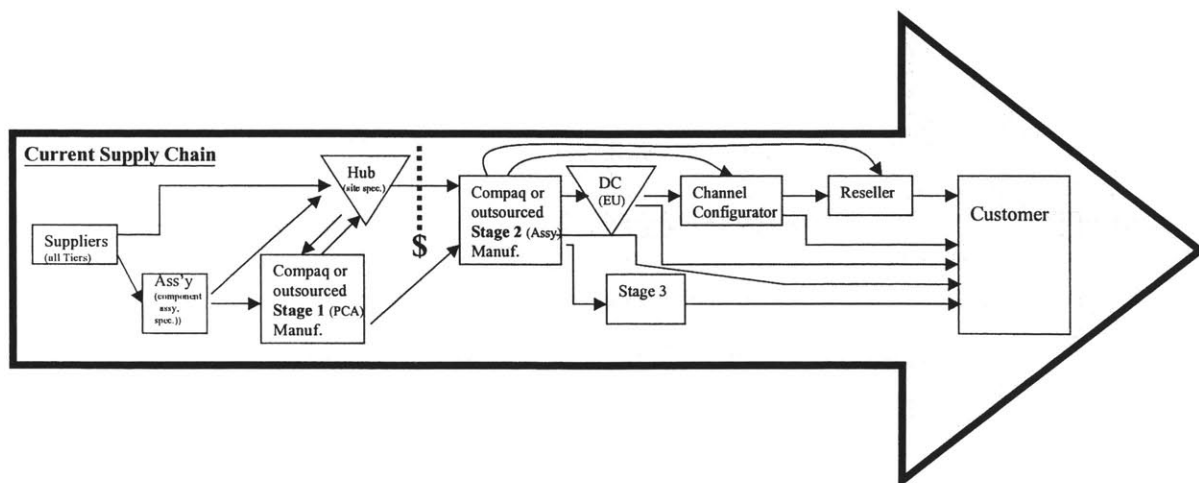 Current Supply Chain
Suppliers
(all Tiers)
Ass'y
(component
assy,
spec.))
Hub
(site spec.)
Compaq or
outsourced
Stage 1 (PCA)
Manuf.
$
Compaq or
outsourced
Stage 2 (Assy)
Manuf.
DC
(EU)
Channel
Configurator
Reseller
Stage 3
Customer